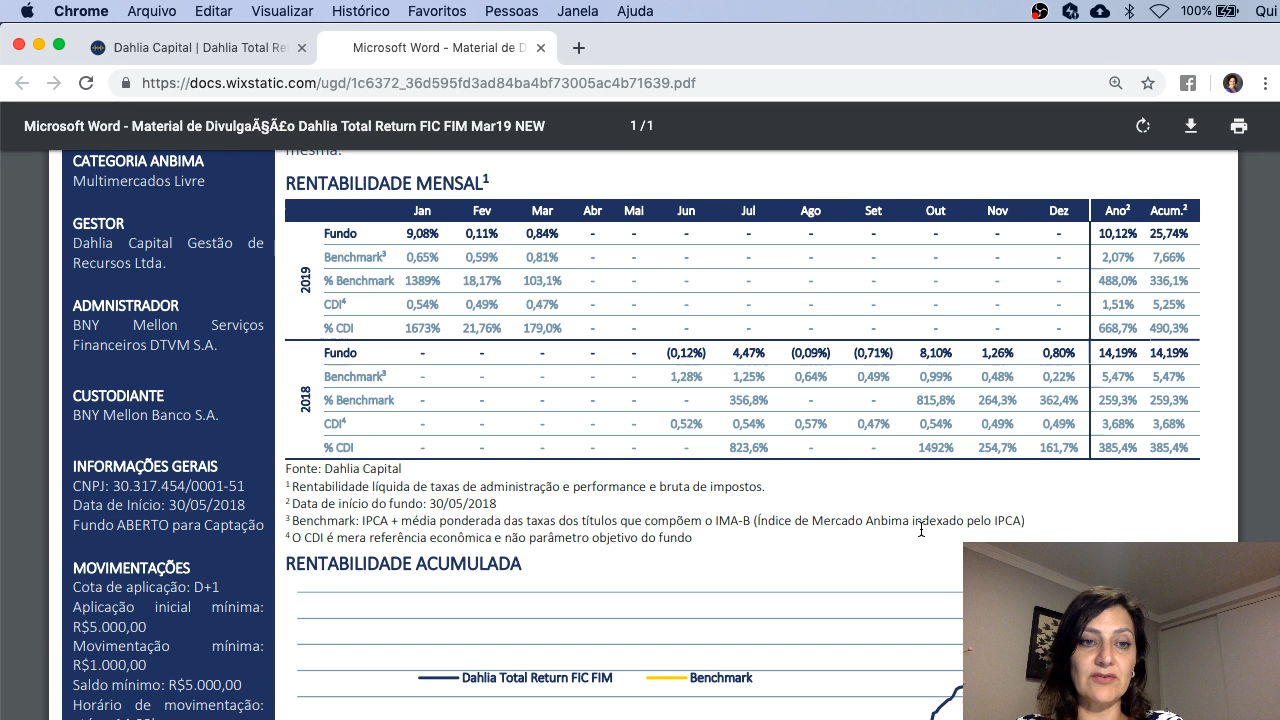 Chrome Arquivo Editar Visualizar Histórico Favoritos Pessoas Janela Ajuda 100% Qui
Dahlia Capital | Dahlia Total Re
Microsoft Word - Material de D
https://docs.wixstatic.com/ugd/1c6372_36d595fd3ad84ba4bf73005ac4b71639.pdf
Microsoft Word - Material de DivulgaÃ§Ã£o Dahlia Total Return FIC FIM Mar19 NEW 1 / 1
CATEGORIA ANBIMA
Multimercados Livre
GESTOR
Dahlia Capital Gestão de
Recursos Ltda.
ADMNISTRADOR
BNY Mellon Serviços
Financeiros DTVM S.A.
CUSTODIANTE
BNY Mellon Banco S.A.
INFORMAÇÕES GERAIS
CNPJ: 30.317.454/0001-51
Data de Início: 30/05/2018
Fundo ABERTO para Captação
MOVIMENTAÇÕES
Cota de aplicação: D+1
Aplicação inicial mínima:
R$5.000,00
Movimentação mínima:
R$1.000,00
Saldo mínimo: R$5.000,00
Horário de movimentação:
mesma.
RENTABILIDADE MENSAL¹
Jan Fev Mar Abr Mai Jun Jul Ago Set Out Nov Dez Ano² Acum.²
2019
Fundo 9,08% 0,11% 0,84% - - - - - - - - - 10,12% 25,74%
Benchmark³ 0,65% 0,59% 0,81% - - - - - - - - - 2,07% 7,66%
% Benchmark 1389% 18,17% 103,1% - - - - - - - - - 488,0% 336,1%
CDI⁴ 0,54% 0,49% 0,47% - - - - - - - - - 1,51% 5,25%
% CDI 1673% 21,76% 179,0% - - - - - - - - - 668,7% 490,3%
2018
Fundo - - - - - (0,12%) 4,47% (0,09%) (0,71%) 8,10% 1,26% 0,80% 14,19% 14,19%
Benchmark³ - - - - - 1,28% 1,25% 0,64% 0,49% 0,99% 0,48% 0,22% 5,47% 5,47%
% Benchmark - - - - - - 356,8% - - 815,8% 264,3% 362,4% 259,3% 259,3%
CDI⁴ - - - - - 0,52% 0,54% 0,57% 0,47% 0,54% 0,49% 0,49% 3,68% 3,68%
% CDI - - - - - - 823,6% - - 1492% 254,7% 161,7% 385,4% 385,4%
Fonte: Dahlia Capital
¹ Rentabilidade líquida de taxas de administração e performance e bruta de impostos.
² Data de início do fundo: 30/05/2018
³ Benchmark: IPCA + média ponderada das taxas dos títulos que compõem o IMA-B (Índice de Mercado Anbima indexado pelo IPCA)
⁴ O CDI é mera referência econômica e não parâmetro objetivo do fundo
RENTABILIDADE ACUMULADA
Dahlia Total Return FIC FIM Benchmark